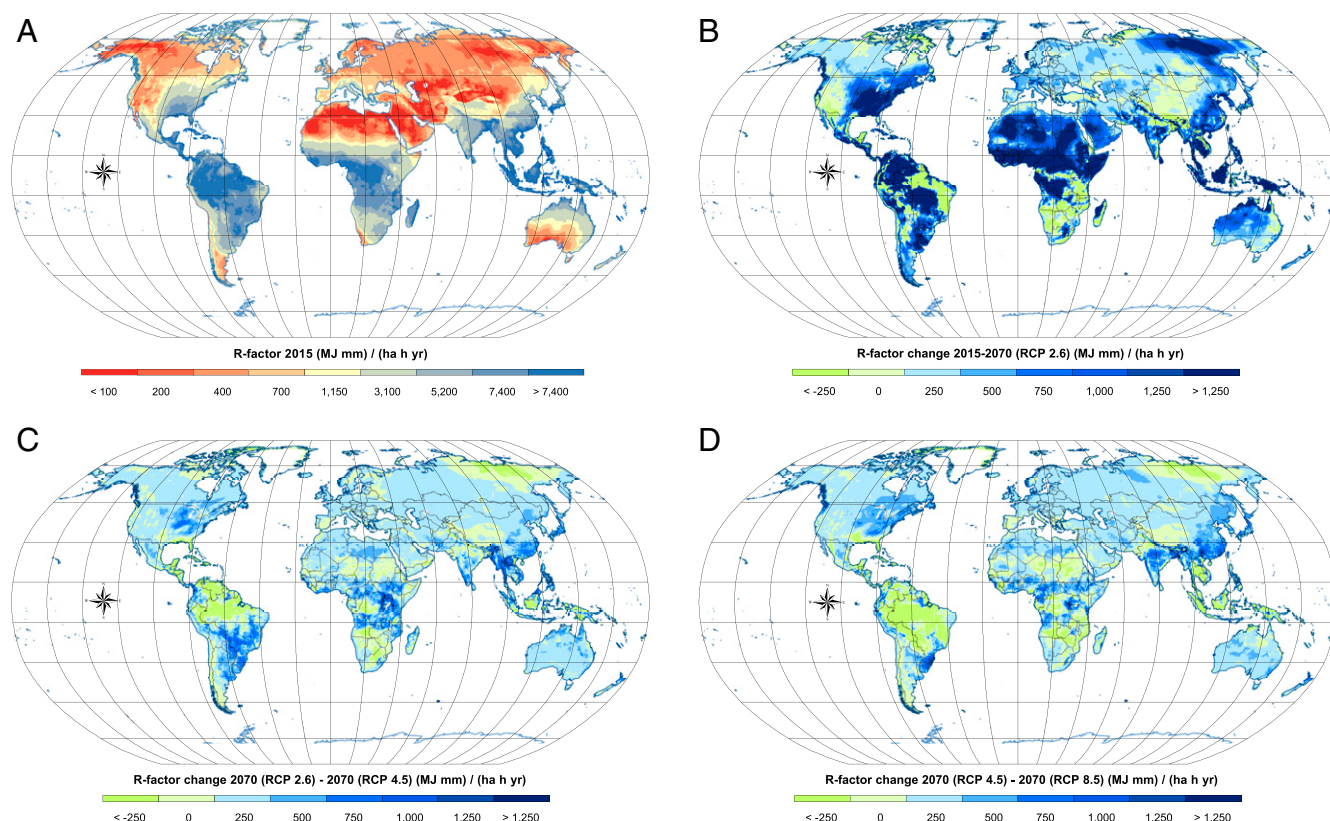 A
B
R-factor 2015 (MJ mm) / (ha h yr)
< 100 200 400 700 1,150 3,100 5,200 7,400 > 7,400
R-factor change 2015-2070 (RCP 2.6) (MJ mm) / (ha h yr)
< -250 0 250 500 750 1,000 1,250 > 1,250
C
D
R-factor change 2070 (RCP 2.6) - 2070 (RCP 4.5) (MJ mm) / (ha h yr)
< -250 0 250 500 750 1.000 1.250 > 1.250
R-factor change 2070 (RCP 4.5) - 2070 (RCP 8.5) (MJ mm) / (ha h yr)
< -250 0 250 500 750 1.000 1.250 > 1.250